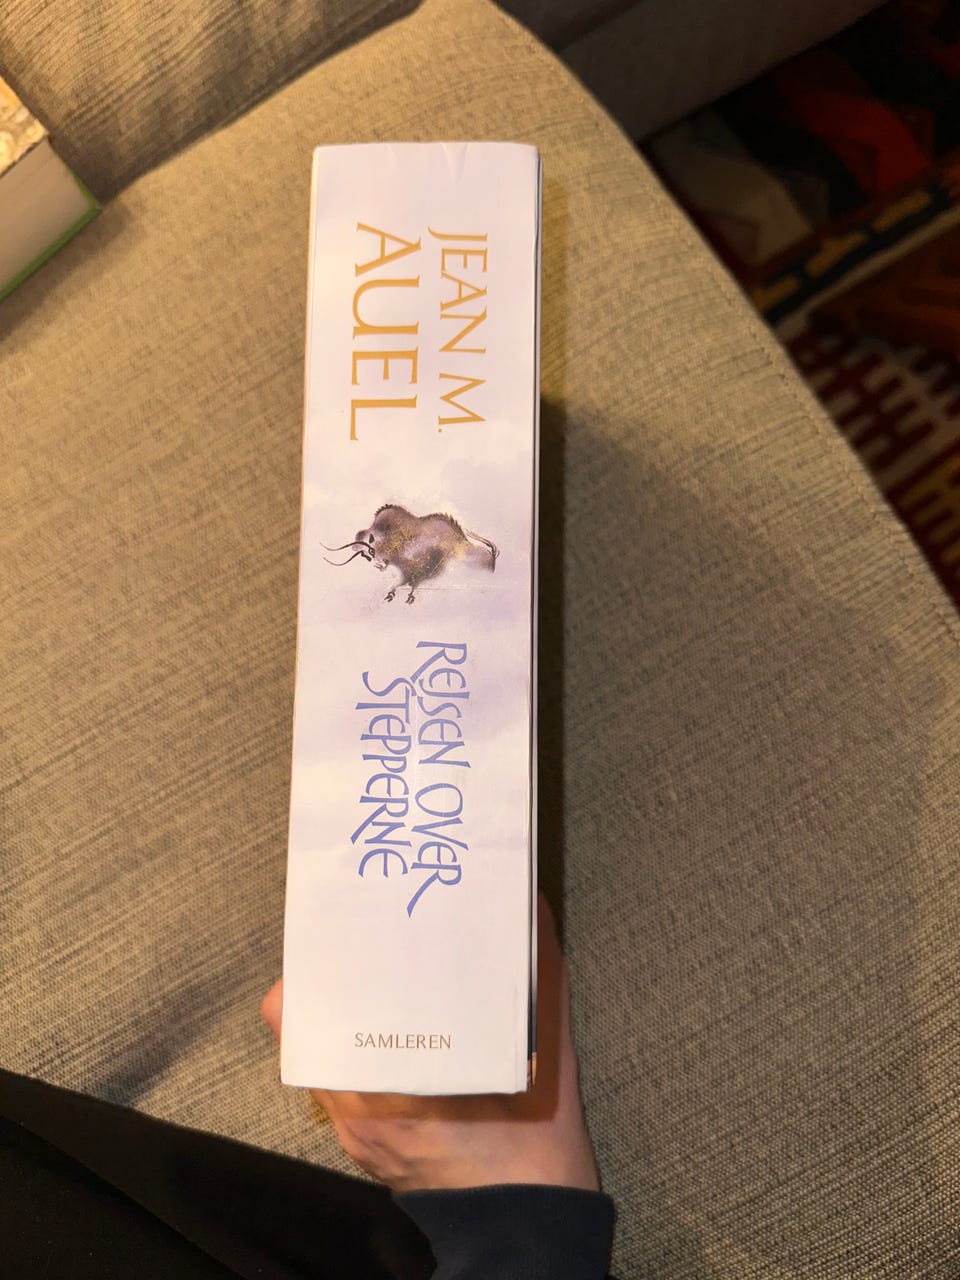 JEAN M.
AUEL
REJSEN OVER
STEPPERNE
SAMLEREN